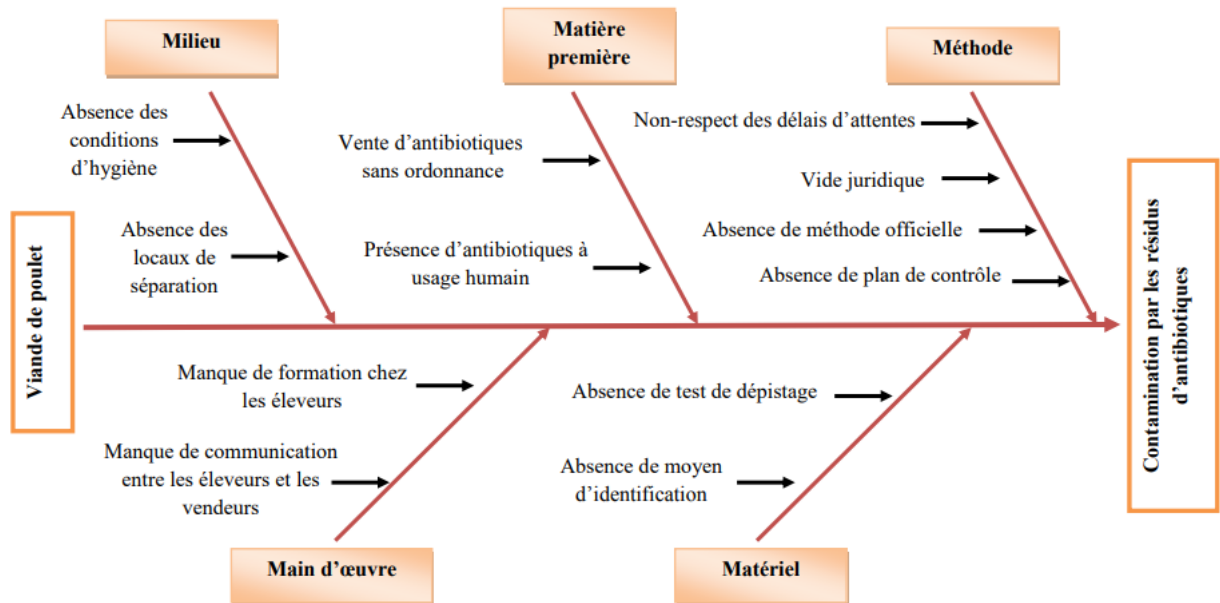 Milieu
Matière
première
Méthode
Absence des
conditions
d’hygiène
Vente d’antibiotiques
sans ordonnance
Non-respect des délais d’attentes
Vide juridique
Absence des
locaux de
séparation
Présence d’antibiotiques à
usage humain
Absence de méthode officielle
Absence de plan de contrôle
Viande de poulet
Contamination par les résidus
d’antibiotiques
Manque de formation chez
les éleveurs
Absence de test de dépistage
Manque de communication
entre les éleveurs et les
vendeurs
Absence de moyen
d’identification
Main d’œuvre
Matériel